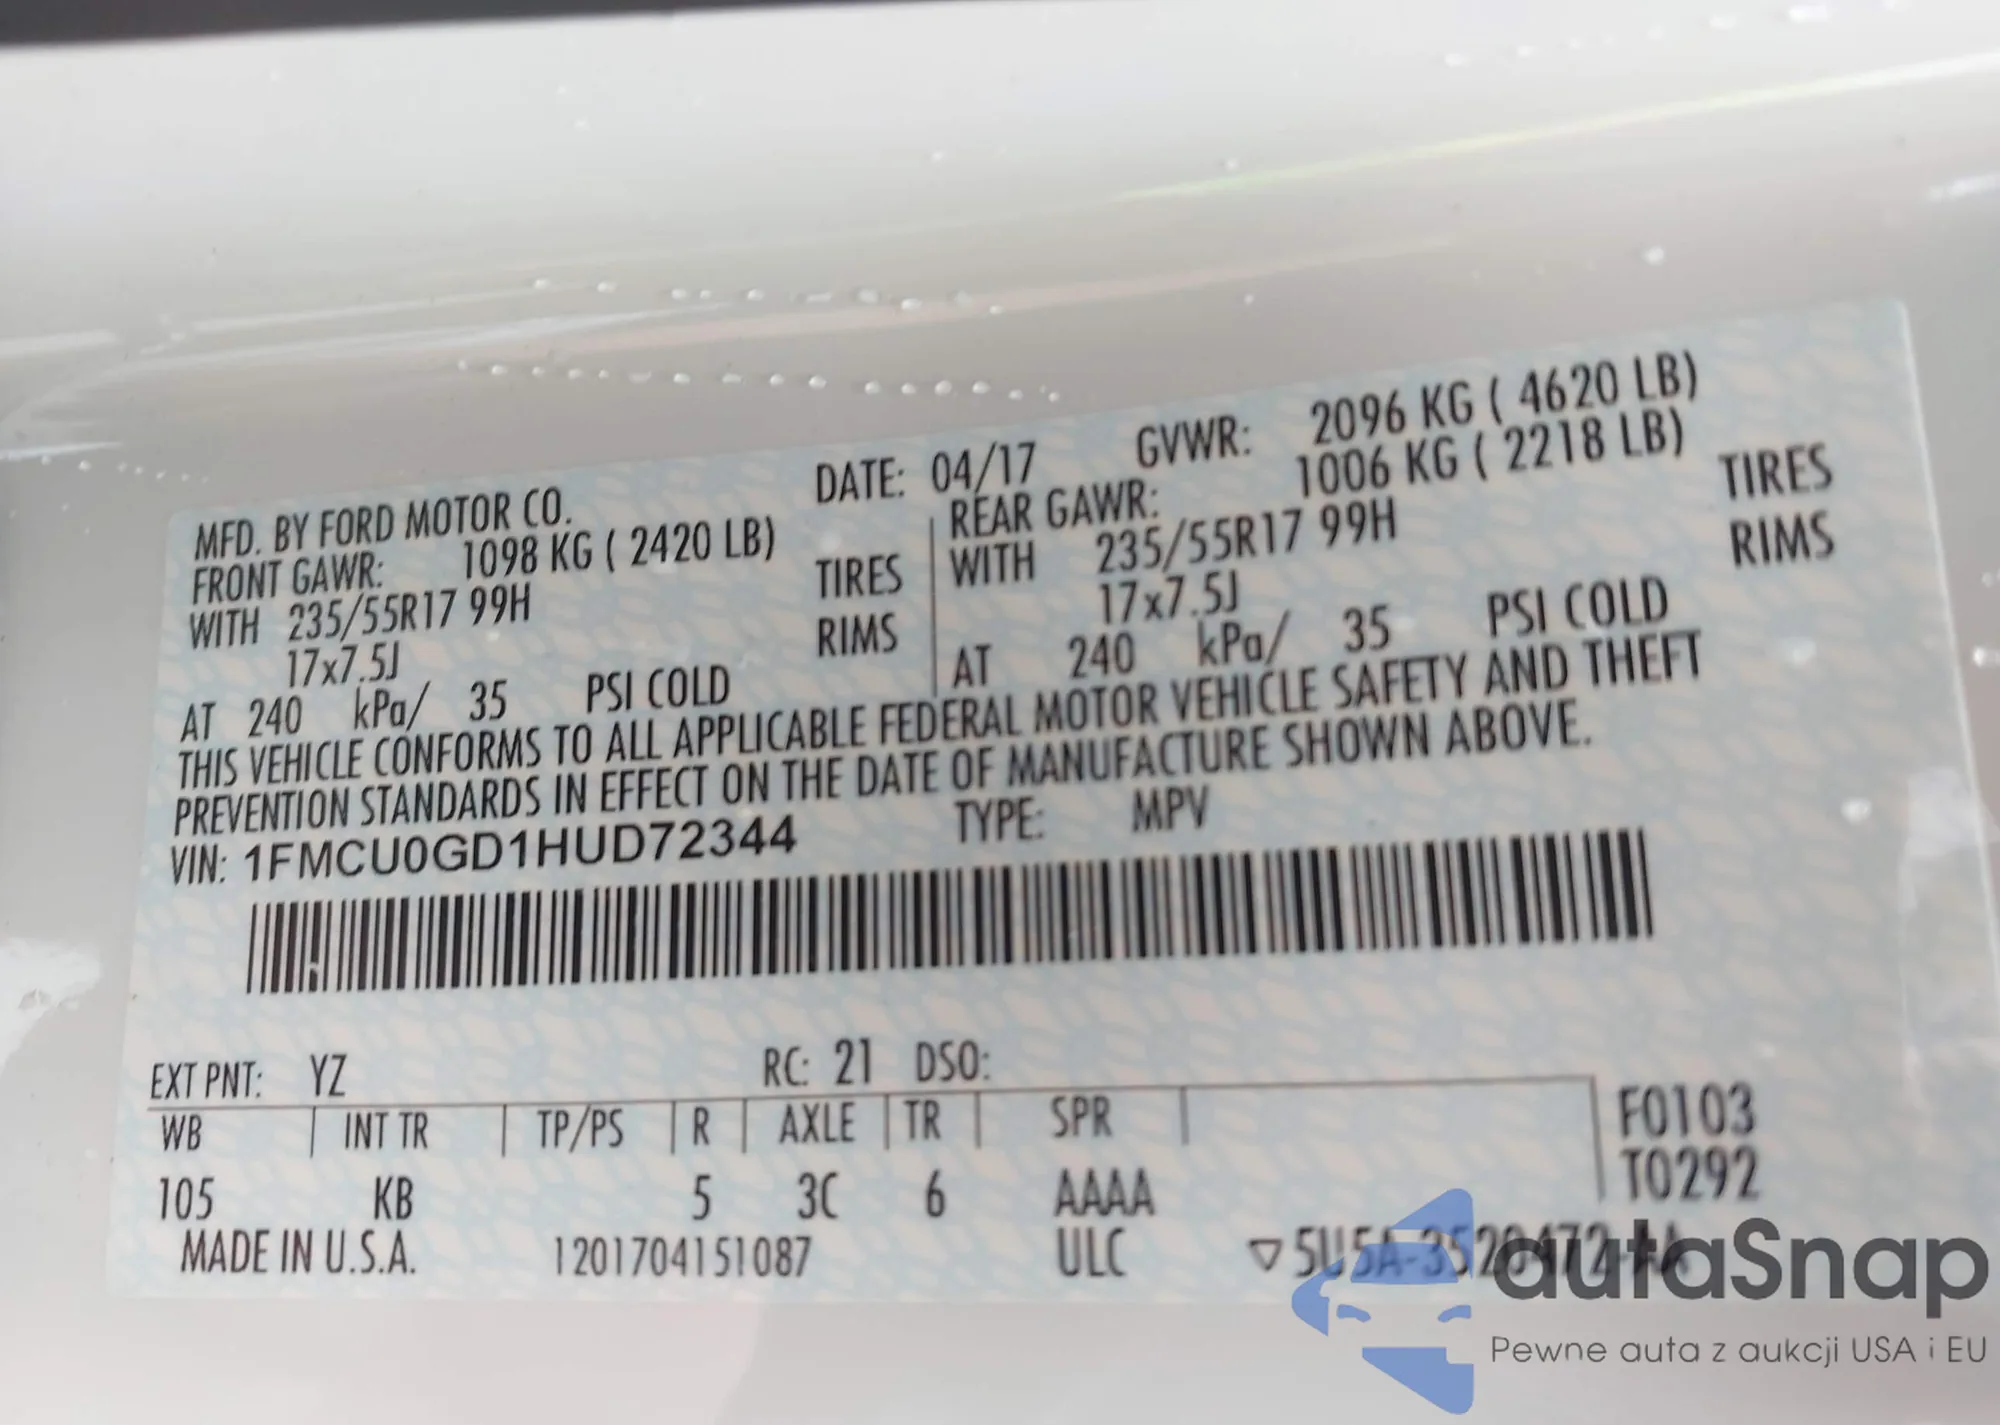 MFD. BY FORD MOTOR CO. DATE: 04/17 GVWR: 2096 KG ( 4620 LB)
FRONT GAWR: 1098 KG ( 2420 LB) REAR GAWR: 1006 KG ( 2218 LB)
WITH 235/55R17 99H TIRES WITH 235/55R17 99H TIRES
17x7.5J RIMS 17x7.5J RIMS
AT 240 kPa/ 35 PSI COLD AT 240 kPa/ 35 PSI COLD
THIS VEHICLE CONFORMS TO ALL APPLICABLE FEDERAL MOTOR VEHICLE SAFETY AND THEFT
PREVENTION STANDARDS IN EFFECT ON THE DATE OF MANUFACTURE SHOWN ABOVE.
VIN: 1FMCU0GD1HUD72344 TYPE: MPV
EXT PNT: YZ RC: 21 DSO:
WB INT TR TP/PS R AXLE TR SPR F0103
105 KB 5 3C 6 AAAA T0292
MADE IN U.S.A. 1201704151087 ULC ▽5U5A-3520472-AA
autaSnap
Pewne auta z aukcji USA i EU